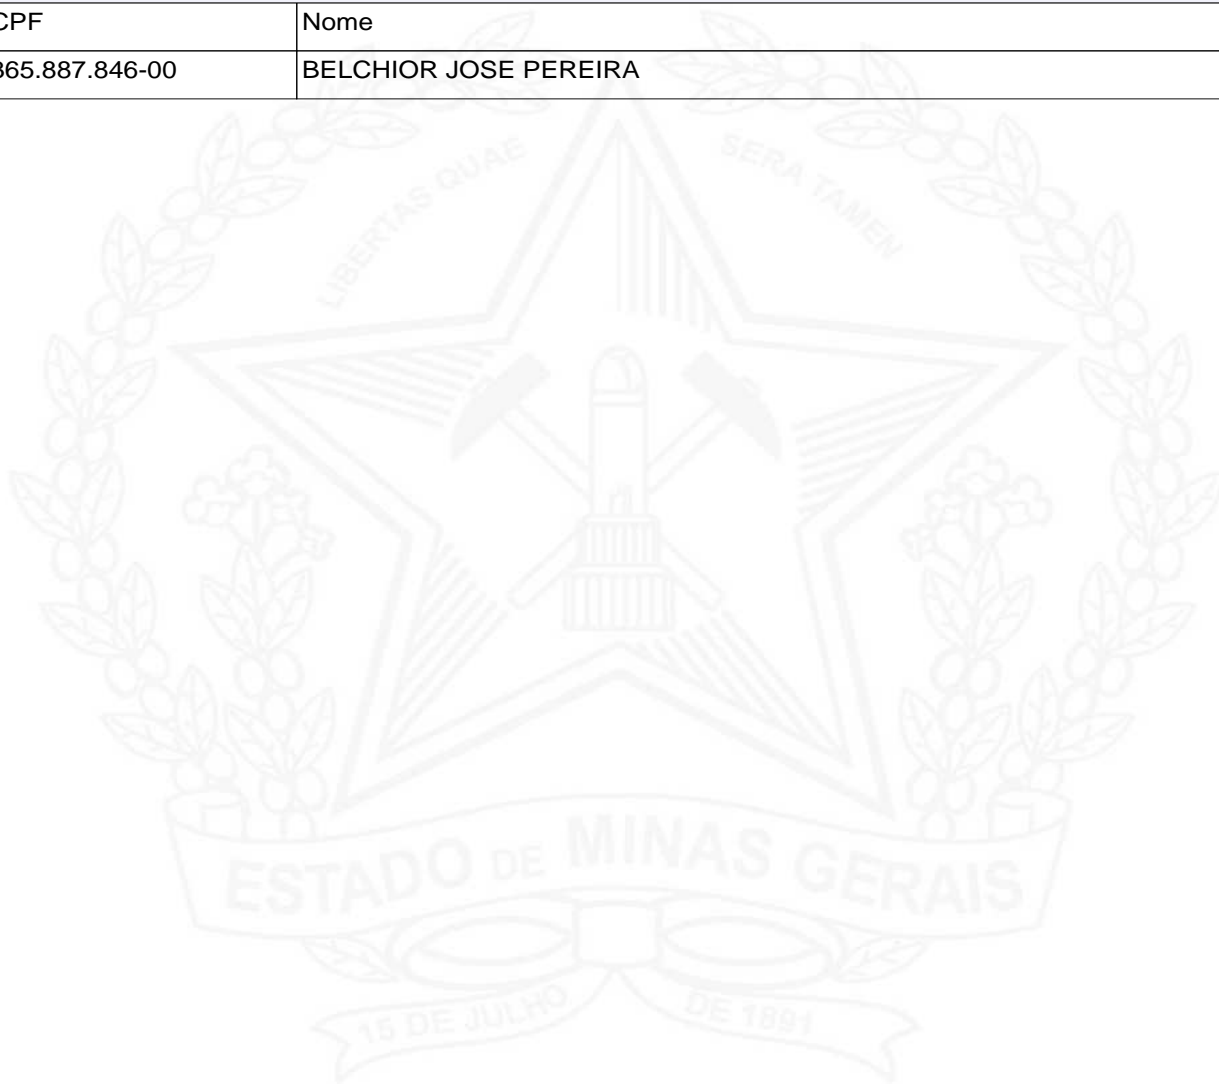 CPF Nome
865.887.846-00 BELCHIOR JOSE PEREIRA
LIBERTAS QUAE SERA TAMEN
ESTADO DE MINAS GERAIS
15 DE JULHO DE 1891